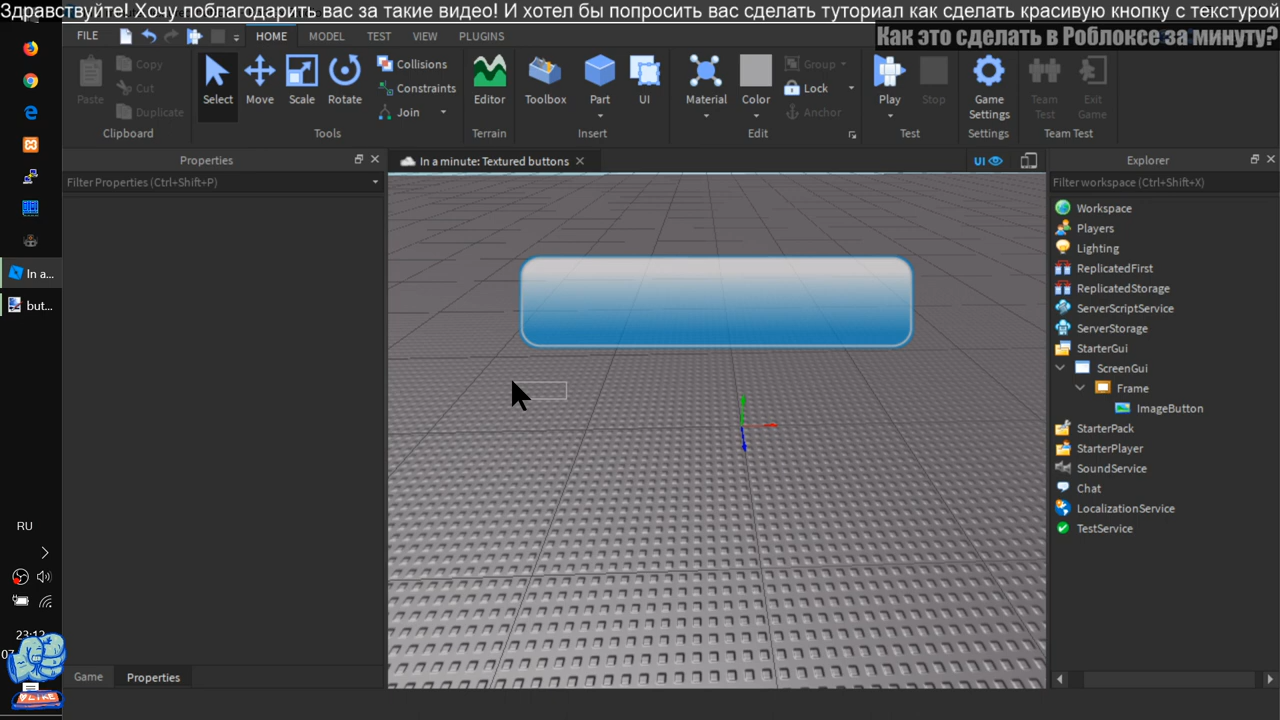 Здравствуйте! Хочу поблагодарить вас за такие видео! И хотел бы попросить вас сделать туториал как сделать красивую кнопку с текстурой
Как это сделать в Роблоксе за минуту?
FILE
HOME
MODEL
TEST
VIEW
PLUGINS
Paste
Copy
Cut
Duplicate
Clipboard
Select
Move
Scale
Rotate
Collisions
Constraints
Join
Tools
Editor
Terrain
Toolbox
Part
UI
Insert
Material
Color
Group
Lock
Anchor
Edit
Play
Stop
Test
Game Settings
Settings
Team Test
Exit Game
Team Test
Properties
Filter Properties (Ctrl+Shift+P)
In a minute: Textured buttons
UI
Explorer
Filter workspace (Ctrl+Shift+X)
Workspace
Players
Lighting
ReplicatedFirst
ReplicatedStorage
ServerScriptService
ServerStorage
StarterGui
ScreenGui
Frame
ImageButton
StarterPack
StarterPlayer
SoundService
Chat
LocalizationService
TestService
In a...
but...
RU
23:12
LIKE
Game
Properties